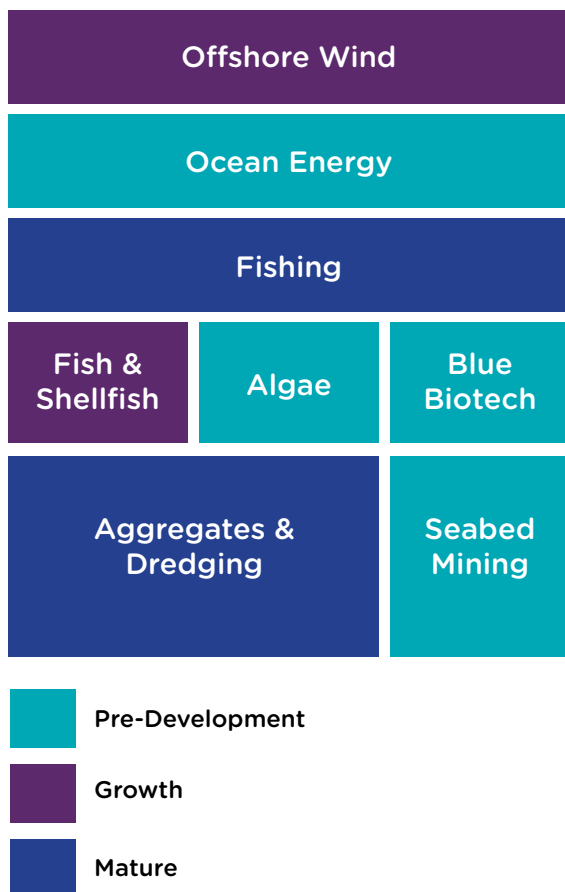 Offshore Wind
Ocean Energy
Fishing
Fish &
Shellfish
Algae
Blue
Biotech
Aggregates &
Dredging
Seabed
Mining
Pre-Development
Growth
Mature